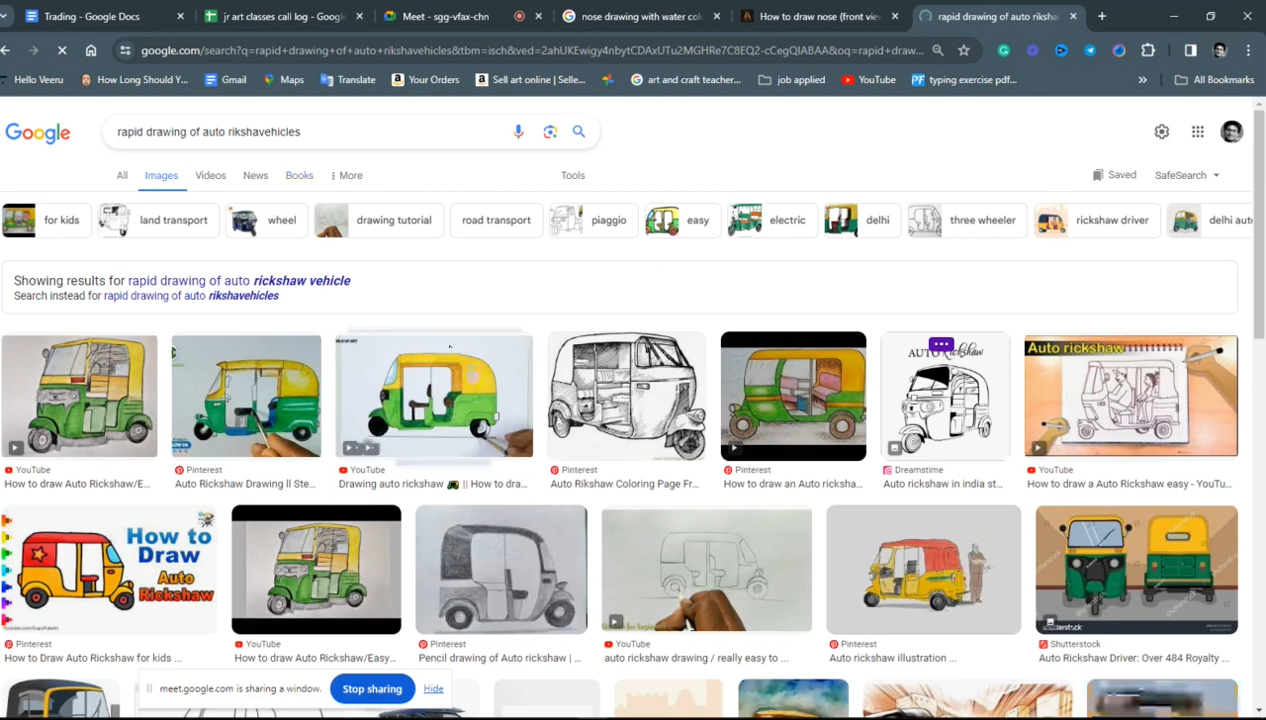 Trading - Google Docs
jr art classes call log - Google
Meet - sgg-vfax-chn
nose drawing with water co
How to draw nose (front vie
rapid drawing of auto riksha
google.com/search?q=rapid+drawing+of+auto+rikshavehicles&tbm=isch&ved=2ahUKEwigy4nbytCDAxUTu2MGHRe7C8EQ2-cCegQIABAA&oq=rapid+draw...
Hello Veeru
How Long Should Y...
Gmail
Maps
Translate
Your Orders
Sell art online | Selle...
art and craft teacher...
job applied
YouTube
typing exercise pdf...
»
All Bookmarks
Google
rapid drawing of auto rikshavehicles
All
Images
Videos
News
Books
More
Tools
Saved
SafeSearch
for kids
land transport
wheel
drawing tutorial
road transport
piaggio
easy
electric
delhi
three wheeler
rickshaw driver
delhi aut
Showing results for rapid drawing of auto rickshaw vehicle
Search instead for rapid drawing of auto rikshavehicles
LD OF ART
LOW US
AUTO Rickshaw
Auto rickshaw
YouTube
How to draw Auto Rickshaw/E...
Pinterest
Auto Rickshaw Drawing ll Ste...
YouTube
Drawing auto rickshaw || How to dra...
Pinterest
Auto Rikshaw Coloring Page Fr...
Pinterest
How to draw an Auto ricksha...
Dreamstime
Auto rickshaw in india st...
YouTube
How to draw a Auto Rickshaw easy - YouTu...
How to
Draw
Auto
Rickshaw
for beginners
shutterstock
Pinterest
How to Draw Auto Rickshaw for kids ...
YouTube
How to draw Auto Rickshaw/Easy...
Pinterest
Pencil drawing of Auto rickshaw | ...
YouTube
auto rickshaw drawing / really easy to ...
Pinterest
Auto rickshaw illustration ...
Shutterstock
Auto Rickshaw Driver: Over 484 Royalty ...
meet.google.com is sharing a window.
Stop sharing
Hide